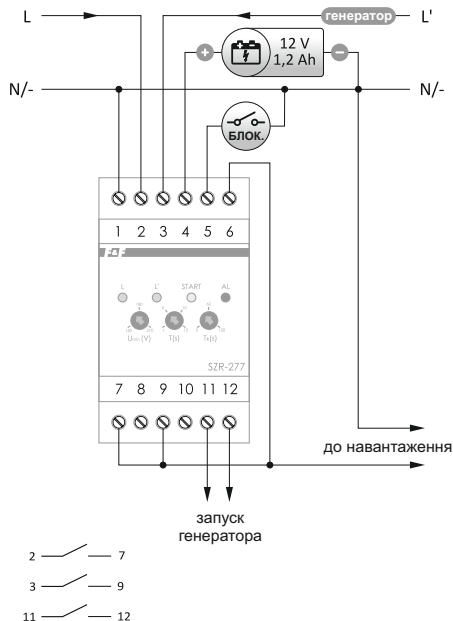 L генератор L'
12 V
1,2 Ah
N/- N/-
БЛОК.
1 2 3 4 5 6
F&F
L L' START AL
U (V) T(s) T (s)
SZR-277
7 8 9 10 11 12
до навантаження
запуск
генератора
2 7
3 9
11 12